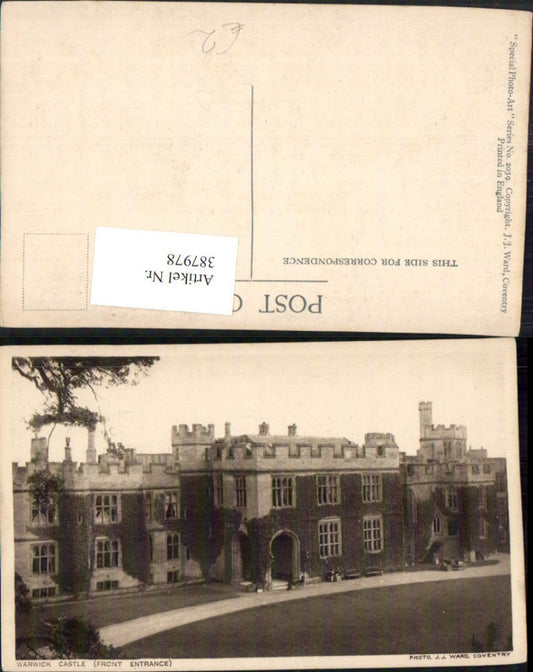 £2
"Special Photo-Art" Series No. 2039. Copyright. J. J. Ward, Coventry
Printed in England
THIS SIDE FOR CORRESPONDENCE
POST C
Artikel Nr.
387978
WARWICK CASTLE (FRONT ENTRANCE)
PHOTO. J. J. WARD, COVENTRY